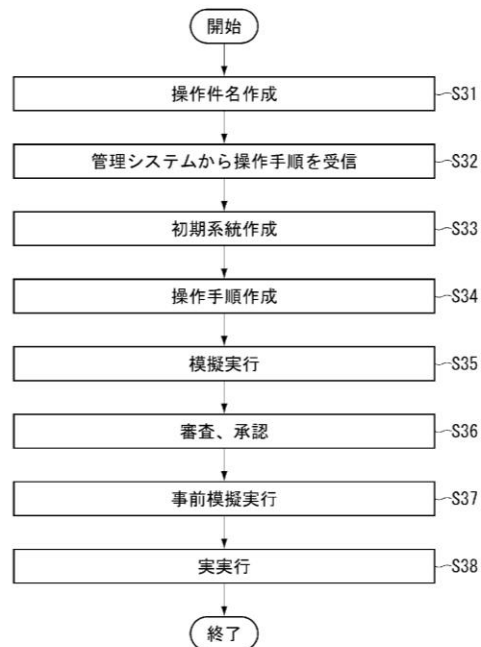 開始
操作件名作成
S31
管理システムから操作手順を受信
S32
初期系統作成
S33
操作手順作成
S34
模擬実行
S35
審査、承認
S36
事前模擬実行
S37
実実行
S38
終了